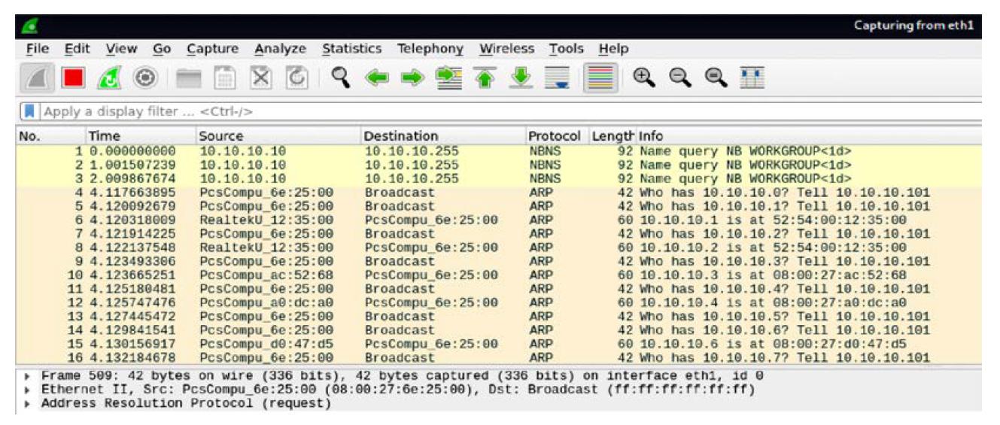 Capturing from eth1
File Edit View Go Capture Analyze Statistics Telephony Wireless Tools Help
Apply a display filter ... <Ctrl-/>
No. Time Source Destination Protocol Length Info
1 0.000000000 10.10.10.10 10.10.10.255 NBNS 92 Name query NB WORKGROUP<1d>
2 1.001507239 10.10.10.10 10.10.10.255 NBNS 92 Name query NB WORKGROUP<1d>
3 2.009867674 10.10.10.10 10.10.10.255 NBNS 92 Name query NB WORKGROUP<1d>
4 4.117663895 PcsCompu_6e:25:00 Broadcast ARP 42 Who has 10.10.10.0? Tell 10.10.10.101
5 4.120092679 PcsCompu_6e:25:00 Broadcast ARP 42 Who has 10.10.10.1? Tell 10.10.10.101
6 4.120318009 RealtekU_12:35:00 PcsCompu_6e:25:00 ARP 60 10.10.10.1 is at 52:54:00:12:35:00
7 4.121914225 PcsCompu_6e:25:00 Broadcast ARP 42 Who has 10.10.10.2? Tell 10.10.10.101
8 4.122137548 RealtekU_12:35:00 PcsCompu_6e:25:00 ARP 60 10.10.10.2 is at 52:54:00:12:35:00
9 4.123493306 PcsCompu_6e:25:00 Broadcast ARP 42 Who has 10.10.10.3? Tell 10.10.10.101
10 4.123665251 PcsCompu_ac:52:68 PcsCompu_6e:25:00 ARP 60 10.10.10.3 is at 08:00:27:ac:52:68
11 4.125180481 PcsCompu_6e:25:00 Broadcast ARP 42 Who has 10.10.10.4? Tell 10.10.10.101
12 4.125747476 PcsCompu_a0:dc:a0 PcsCompu_6e:25:00 ARP 60 10.10.10.4 is at 08:00:27:a0:dc:a0
13 4.127445472 PcsCompu_6e:25:00 Broadcast ARP 42 Who has 10.10.10.5? Tell 10.10.10.101
14 4.129841541 PcsCompu_6e:25:00 Broadcast ARP 42 Who has 10.10.10.6? Tell 10.10.10.101
15 4.130156917 PcsCompu_d0:47:d5 PcsCompu_6e:25:00 ARP 60 10.10.10.6 is at 08:00:27:d0:47:d5
16 4.132184678 PcsCompu_6e:25:00 Broadcast ARP 42 Who has 10.10.10.7? Tell 10.10.10.101
Frame 509: 42 bytes on wire (336 bits), 42 bytes captured (336 bits) on interface eth1, id 0
Ethernet II, Src: PcsCompu_6e:25:00 (08:00:27:6e:25:00), Dst: Broadcast (ff:ff:ff:ff:ff:ff)
Address Resolution Protocol (request)